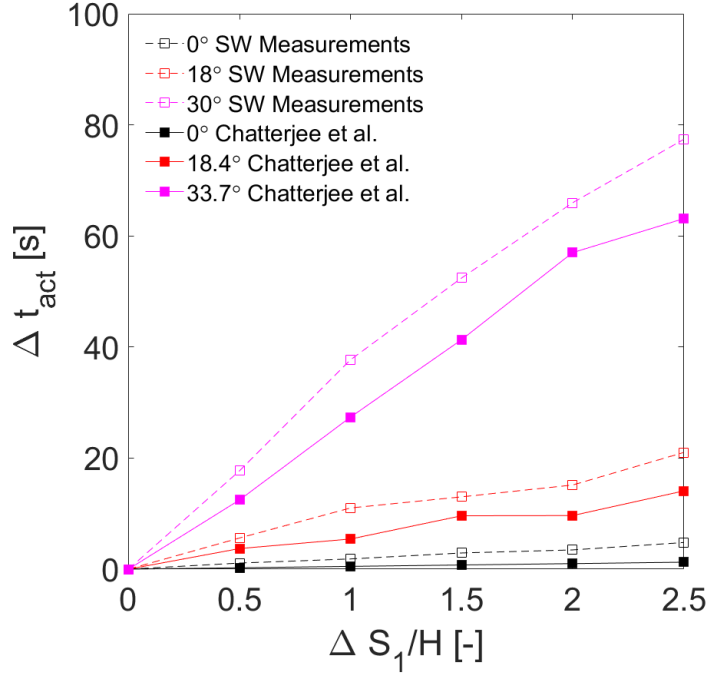 100
80
60
40
20
0
Δ t_act [s]
0° SW Measurements
18° SW Measurements
30° SW Measurements
0° Chatterjee et al.
18.4° Chatterjee et al.
33.7° Chatterjee et al.
0 0.5 1 1.5 2 2.5
Δ S_1/H [-]